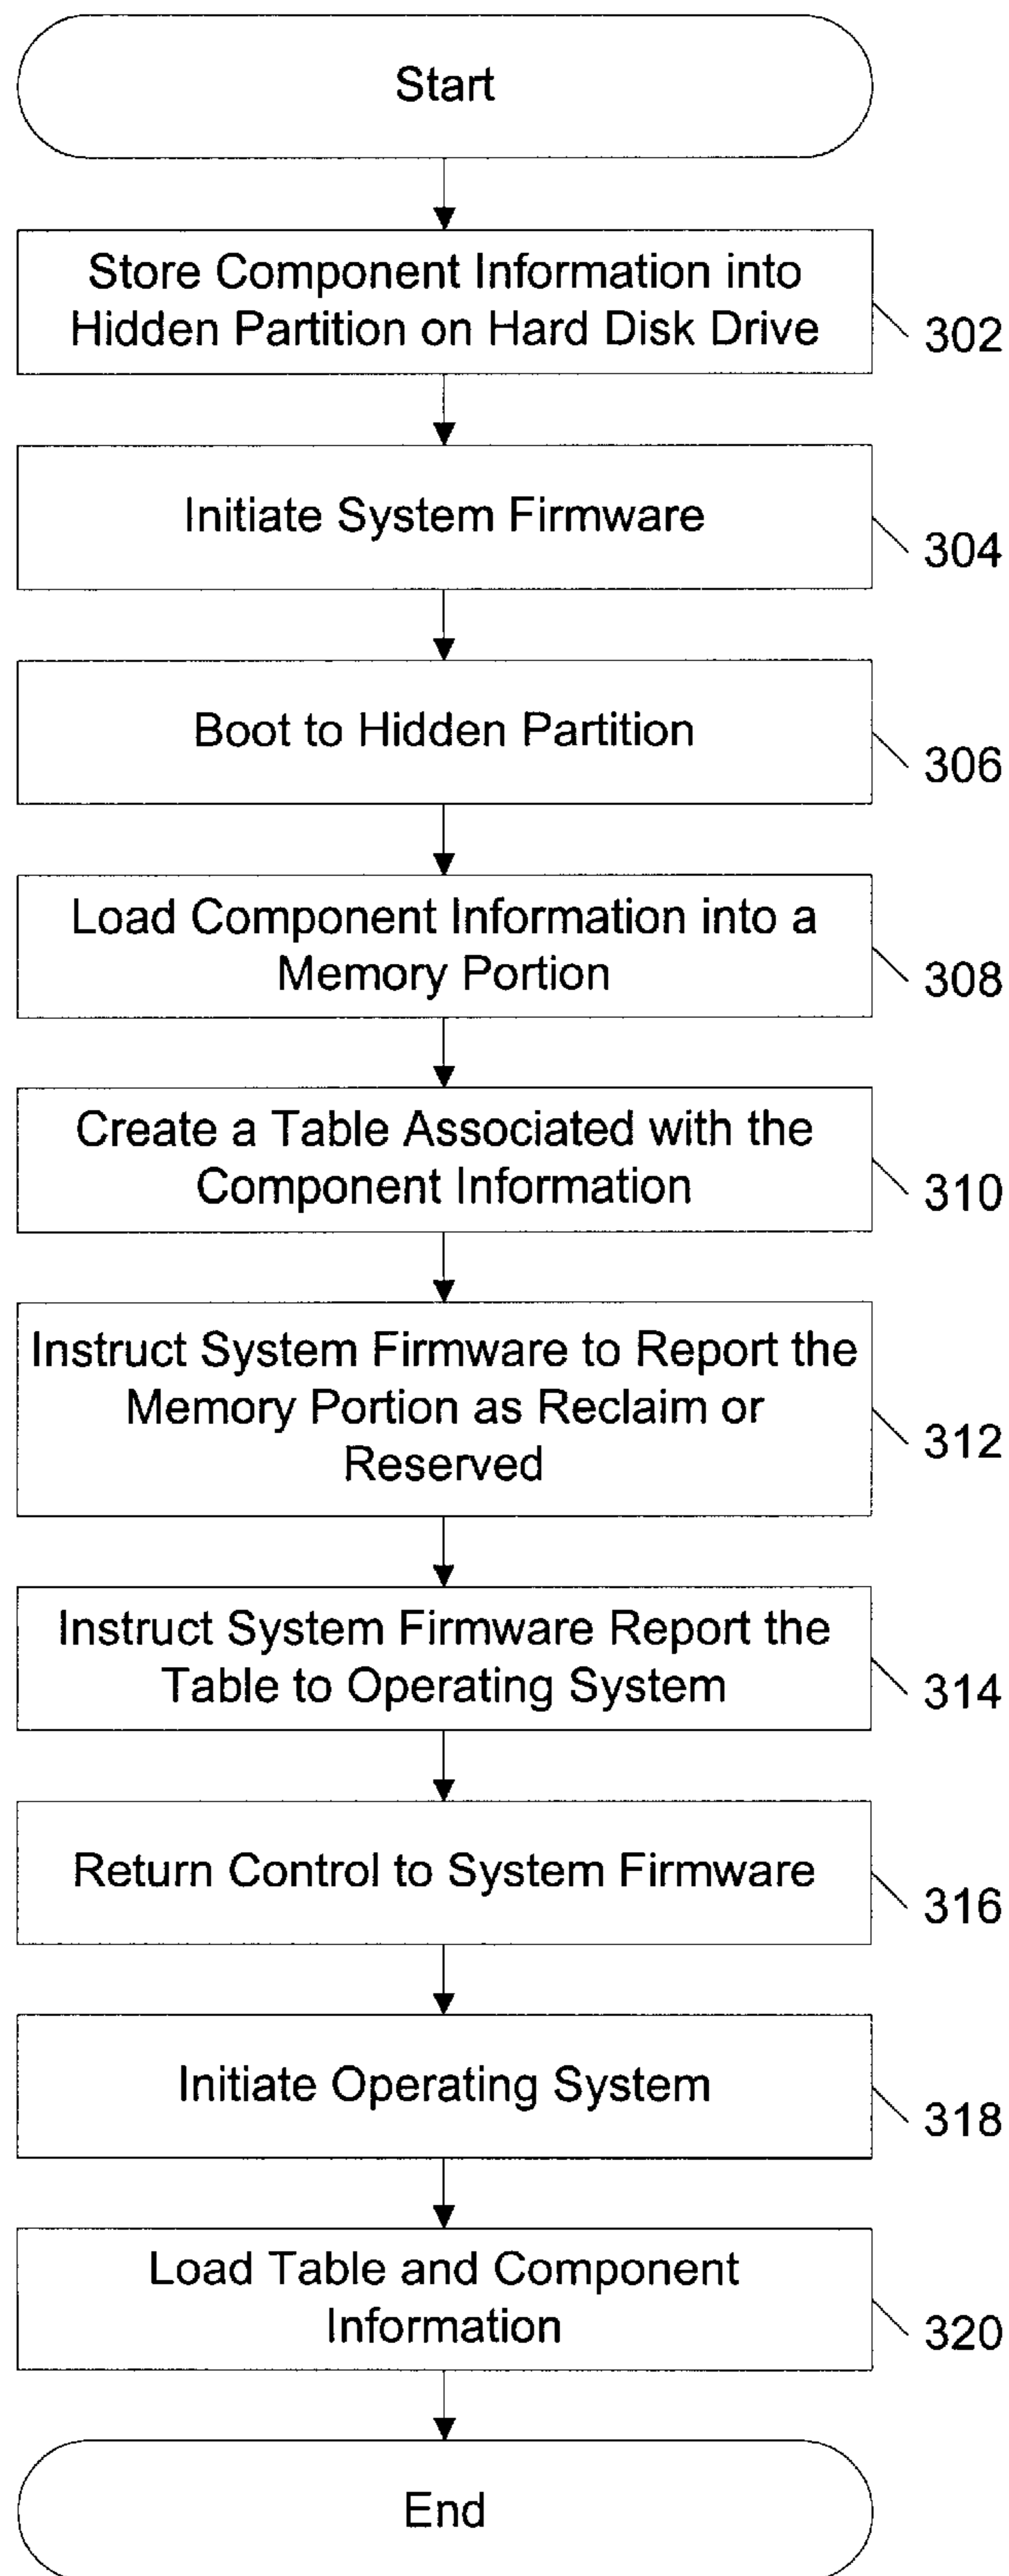 Start
Store Component Information into
Hidden Partition on Hard Disk Drive
302
Initiate System Firmware
304
Boot to Hidden Partition
306
Load Component Information into a
Memory Portion
308
Create a Table Associated with the
Component Information
310
Instruct System Firmware to Report the
Memory Portion as Reclaim or
Reserved
312
Instruct System Firmware Report the
Table to Operating System
314
Return Control to System Firmware
316
Initiate Operating System
318
Load Table and Component
Information
320
End